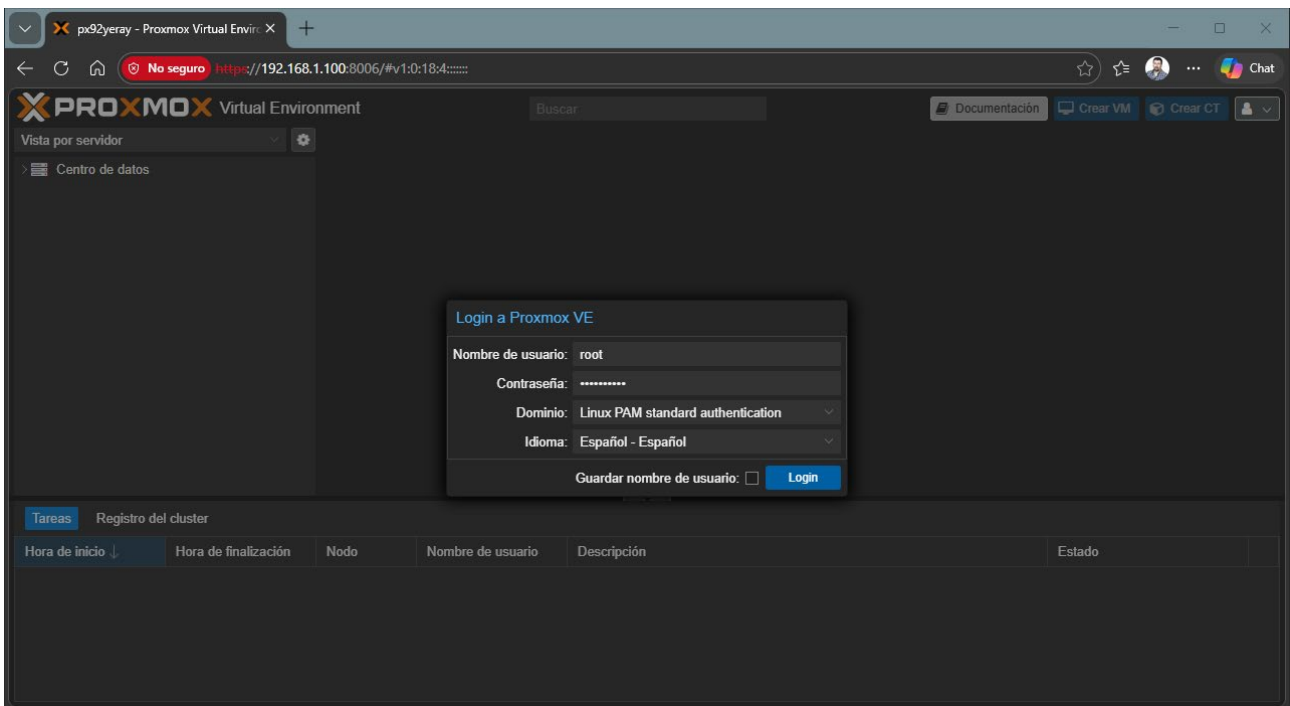 px92yeray - Proxmox Virtual Enviro
No seguro https://192.168.1.100:8006/#v1:0:18:4:::::::
Chat
PROXMOX Virtual Environment
Buscar
Documentación
Crear VM
Crear CT
Vista por servidor
Centro de datos
Login a Proxmox VE
Nombre de usuario: root
Contraseña: ••••••••••
Dominio: Linux PAM standard authentication
Idioma: Español - Español
Guardar nombre de usuario: Login
Tareas Registro del cluster
Hora de inicio ↓ Hora de finalización Nodo Nombre de usuario Descripción Estado